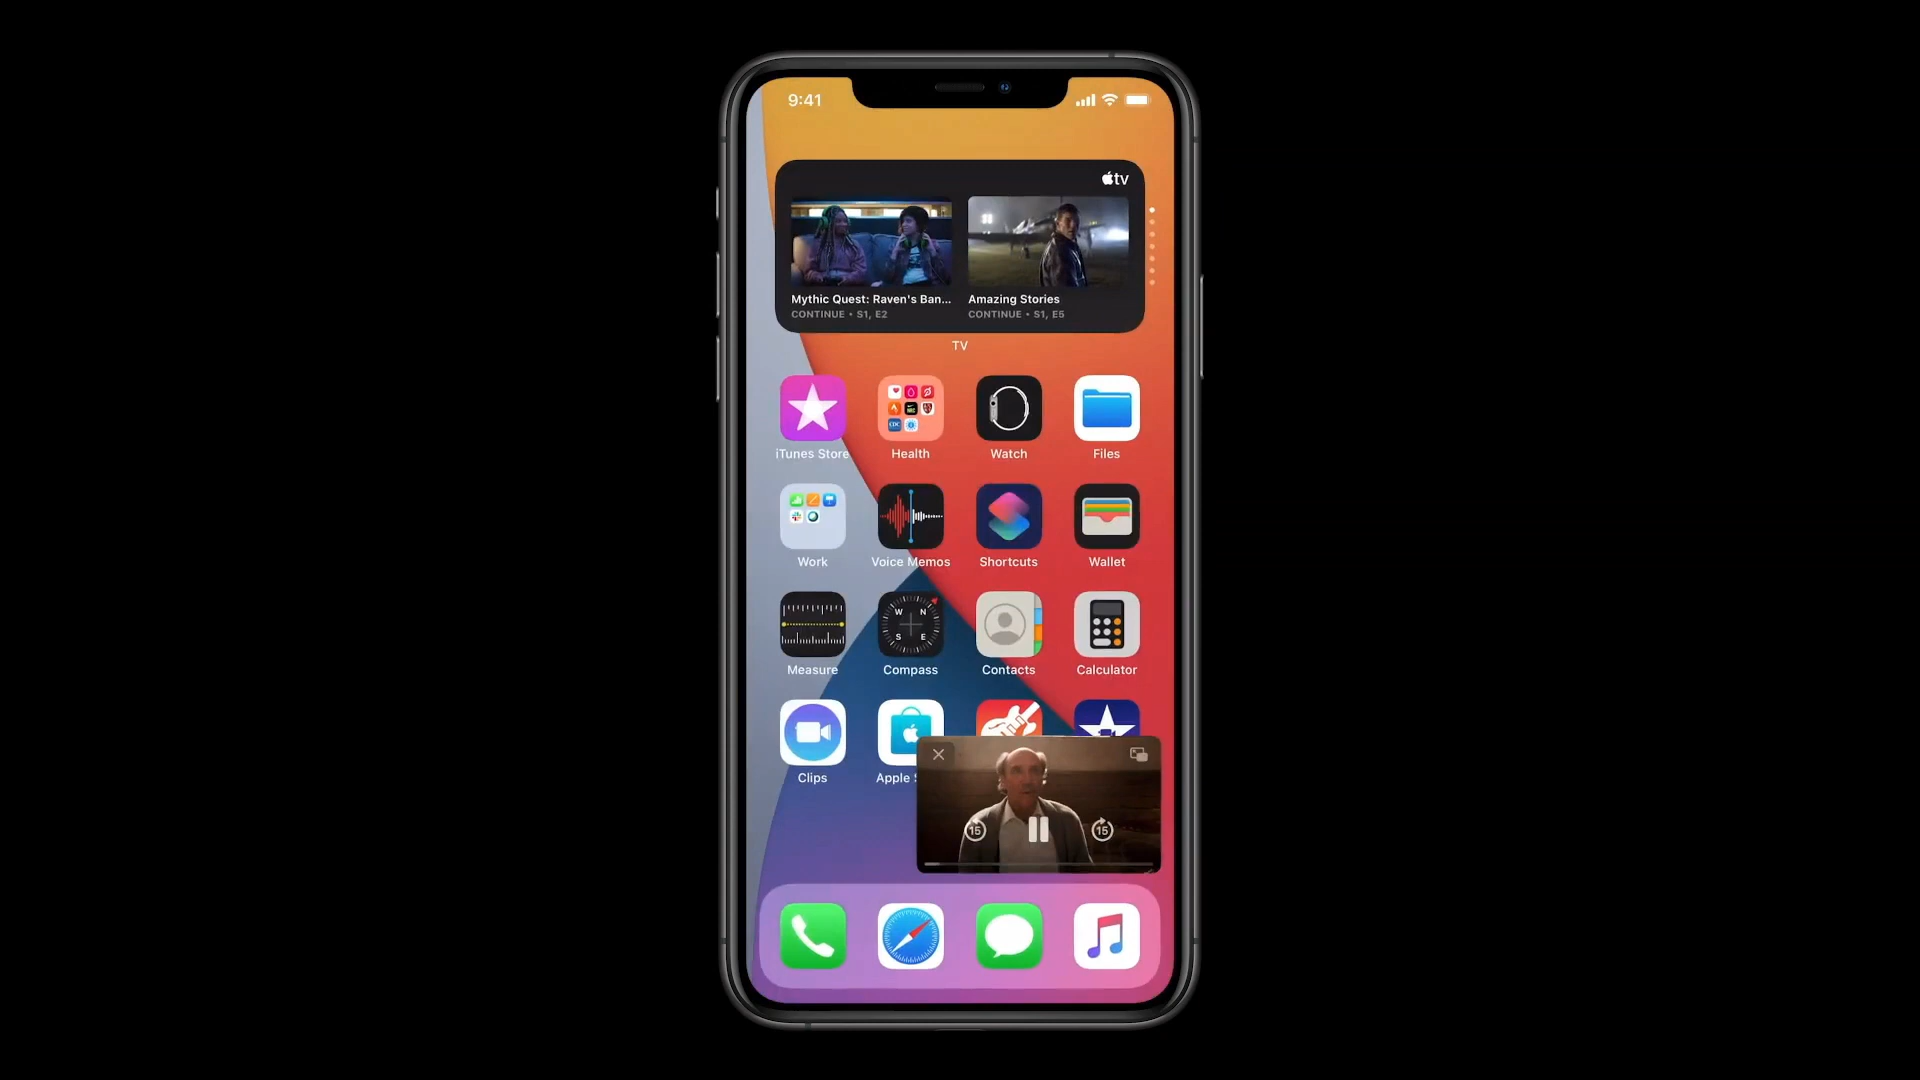 9:41
tv
Mythic Quest: Raven's Ban...
Amazing Stories
CONTINUE • S1, E2
CONTINUE • S1, E5
TV
iTunes Store
Health
Watch
Files
Work
Voice Memos
Shortcuts
Wallet
W N
S E
Measure
Compass
Contacts
Calculator
Clips
Apple S
15
15